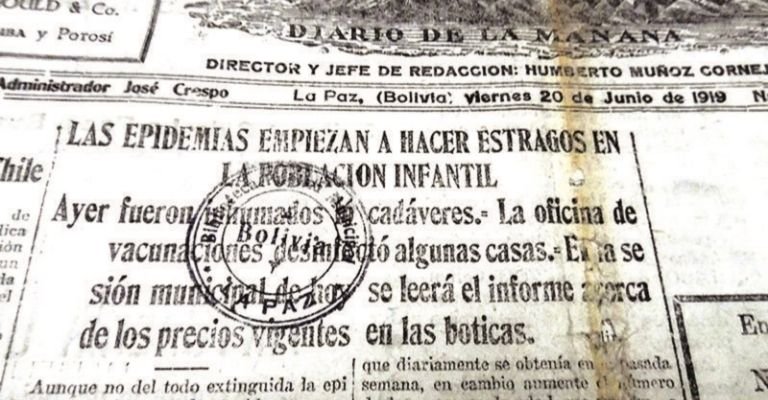 OULD & Co.
BA y Porosí
DIARIO DE LA MAÑANA
DIRECTOR Y JEFE DE REDACCION: HUMBERTO MUÑOZ CORNEJ
Administrador José Crespo
La Paz, (Bolivia) viernes 20 de Junio de 1919
LAS EPIDEMIAS EMPIEZAN A HACER ESTRAGOS EN
LA POBLACION INFANTIL
Ayer fueron inhumados cadáveres.- La oficina de
vacunaciones desinfectó algunas casas.- En la se
sión municipal de hoy se leerá el informe acerca
de los precios vigentes en las boticas.
Bolivia
LA PAZ
Chile
de
ión
un
da
el
Aunque no del todo extinguida la epi
que diariamente se obtenía en pasada
semana, en cambio aumente el número
En